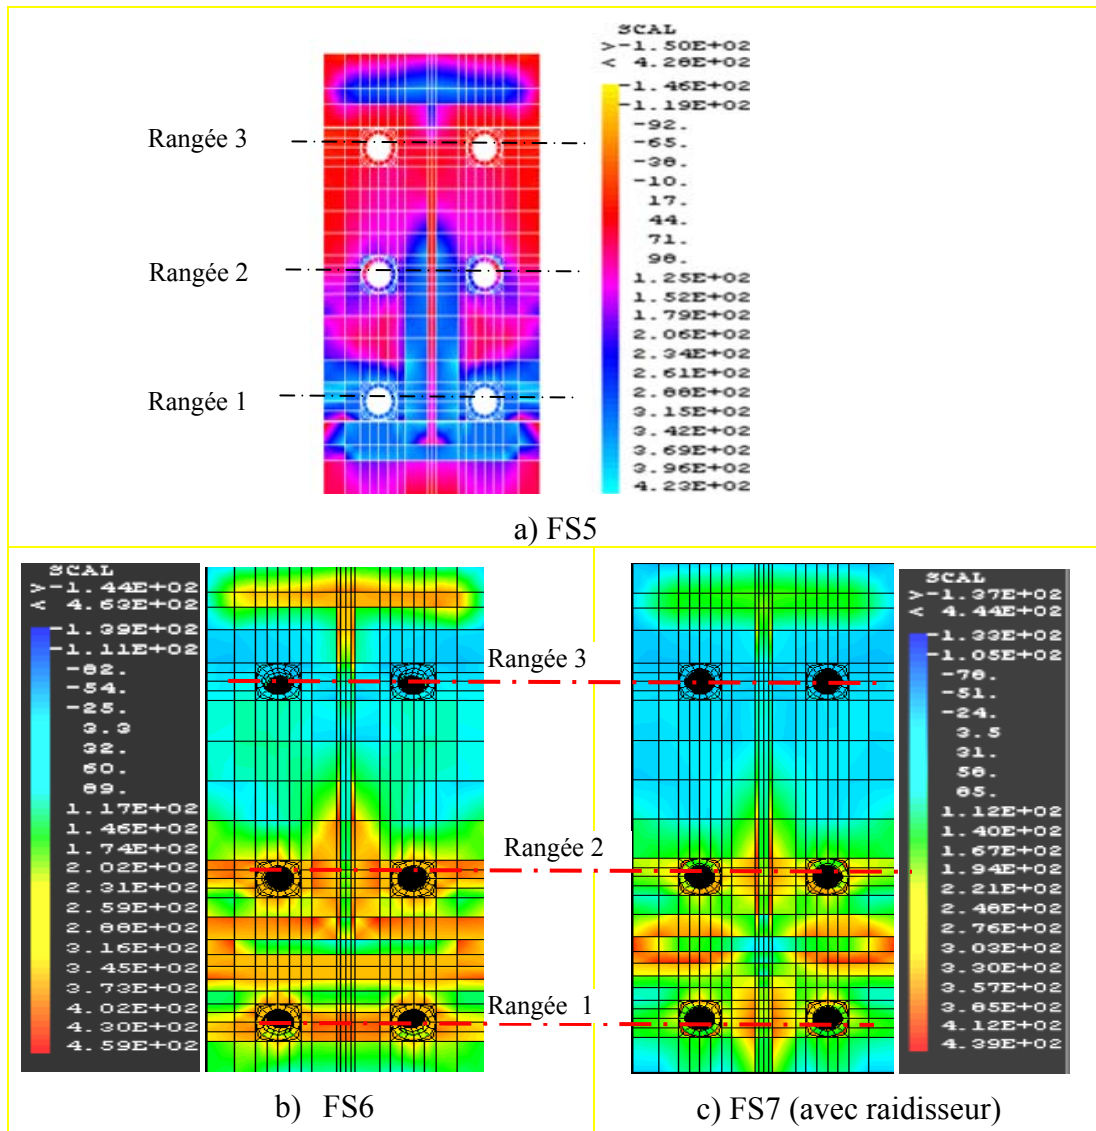 SCAL
>-1.50E+02
< 4.28E+02
-1.46E+02
-1.19E+02
-92.
-65.
-38.
-10.
17.
44.
71.
98.
1.25E+02
1.52E+02
1.79E+02
2.06E+02
2.34E+02
2.61E+02
2.88E+02
3.15E+02
3.42E+02
3.69E+02
3.96E+02
4.23E+02
Rangée 3
Rangée 2
Rangée 1
a) FS5
SCAL
>-1.44E+02
< 4.63E+02
-1.39E+02
-1.11E+02
-82.
-54.
-25.
3.3
32.
60.
89.
1.17E+02
1.46E+02
1.74E+02
2.02E+02
2.31E+02
2.59E+02
2.88E+02
3.16E+02
3.45E+02
3.73E+02
4.02E+02
4.30E+02
4.59E+02
Rangée 3
Rangée 2
Rangée 1
SCAL
>-1.37E+02
< 4.44E+02
-1.33E+02
-1.05E+02
-78.
-51.
-24.
3.5
31.
58.
85.
1.12E+02
1.40E+02
1.67E+02
1.94E+02
2.21E+02
2.48E+02
2.76E+02
3.03E+02
3.30E+02
3.57E+02
3.85E+02
4.12E+02
4.39E+02
b) FS6
c) FS7 (avec raidisseur)